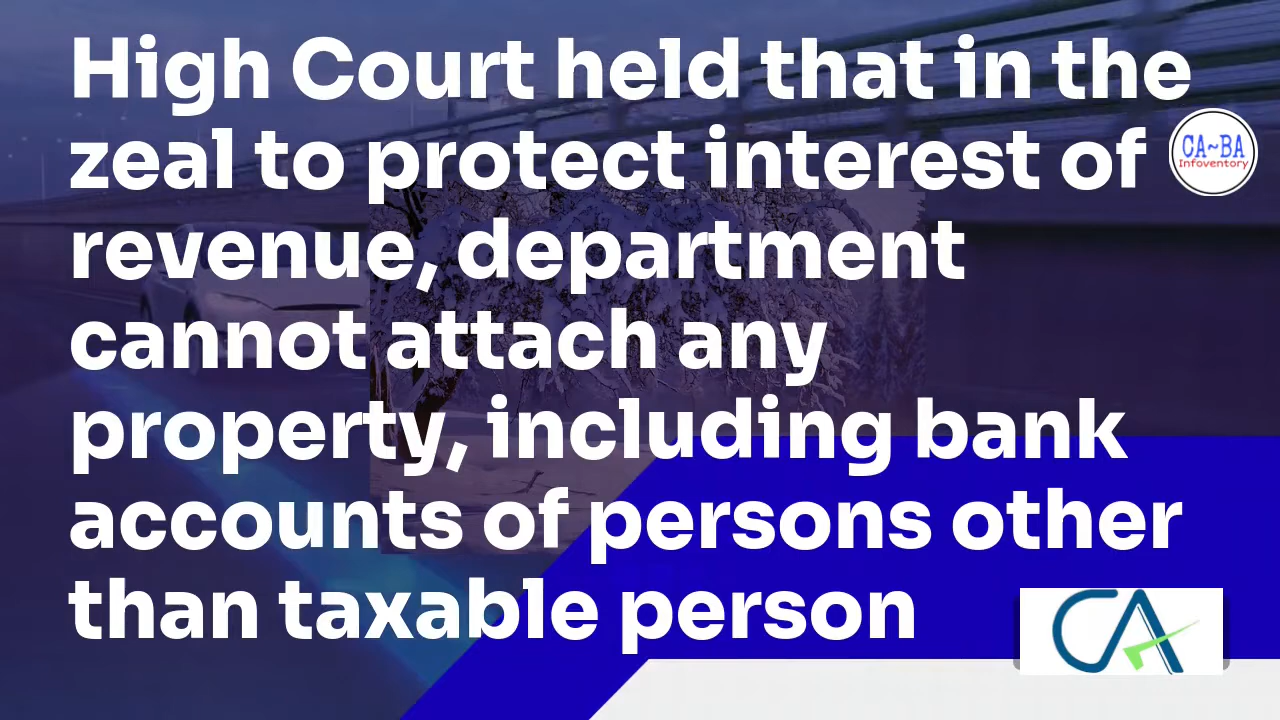 High Court held that in the
zeal to protect interest of
revenue, department
cannot attach any
property, including bank
accounts of persons other
than taxable person
CA~BA
Infoventory
CA